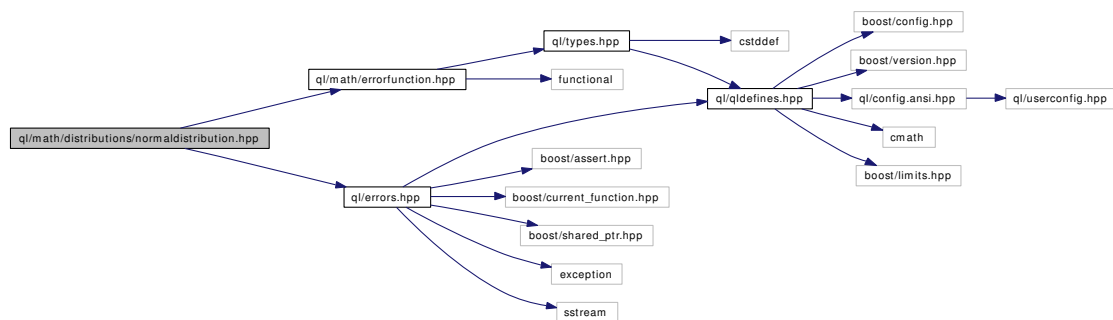 boost/config.hpp
ql/types.hpp
cstddef
boost/version.hpp
ql/math/errorfunction.hpp
functional
ql/qldefines.hpp
ql/config.ansi.hpp
ql/userconfig.hpp
ql/math/distributions/normaldistribution.hpp
cmath
boost/assert.hpp
boost/limits.hpp
ql/errors.hpp
boost/current_function.hpp
boost/shared_ptr.hpp
exception
sstream